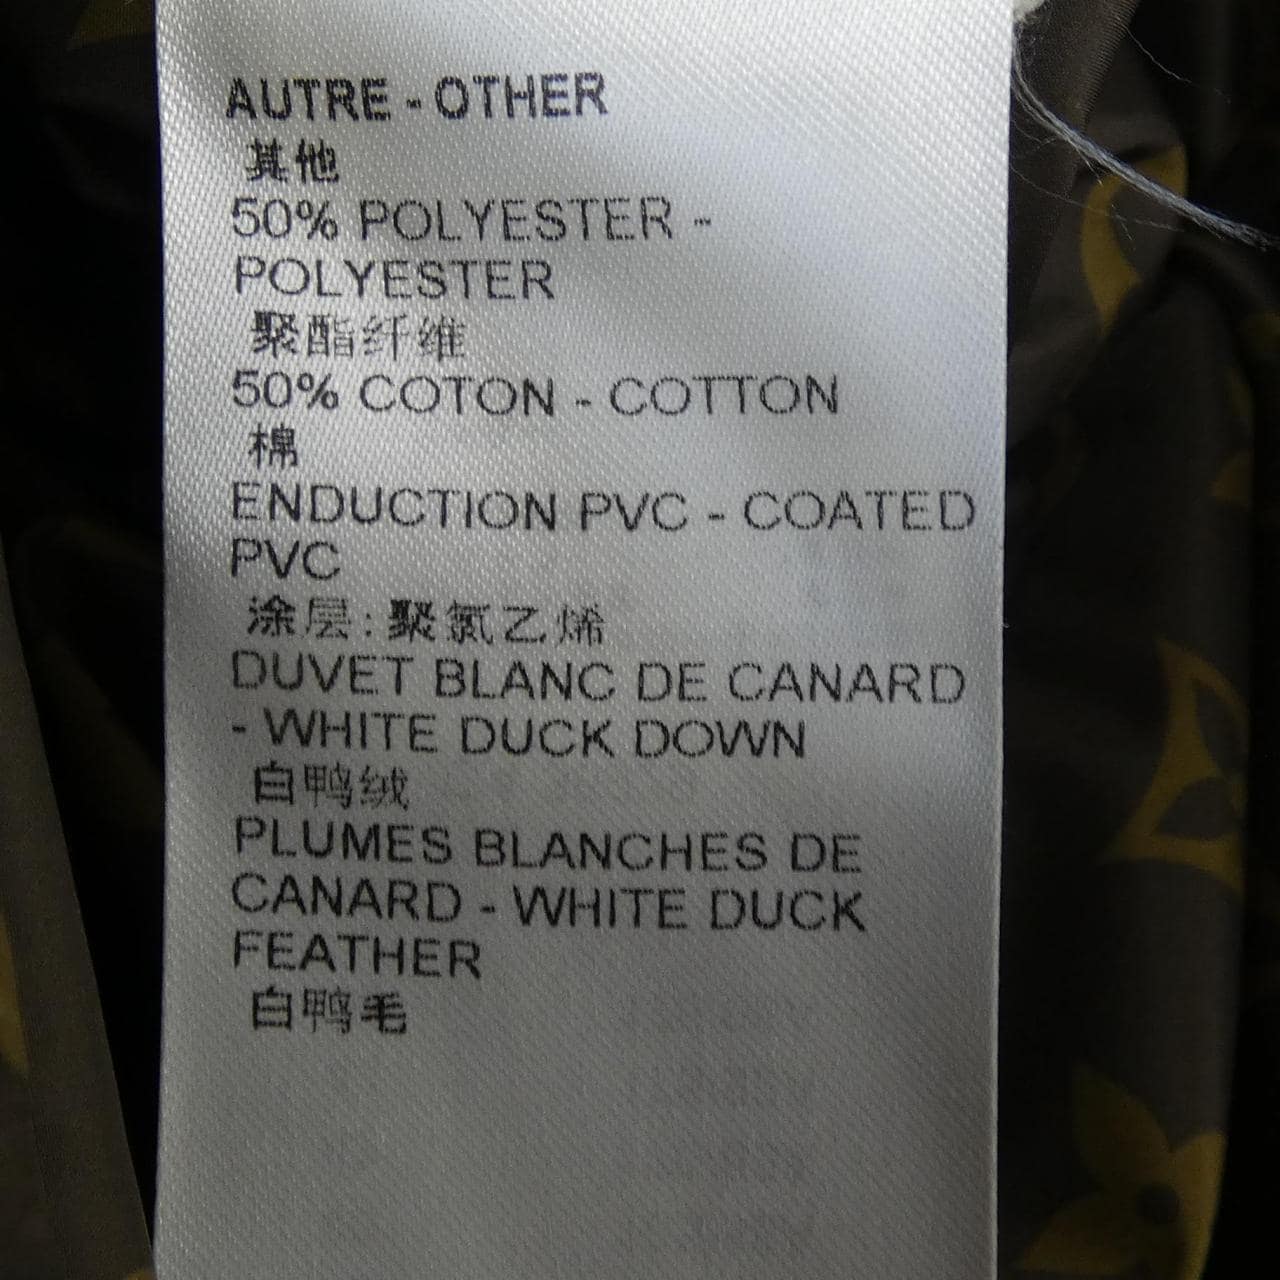 AUTRE - OTHER
其他
50% POLYESTER -
POLYESTER
聚酯纤维
50% COTON - COTTON
棉
ENDUCTION PVC - COATED
PVC
涂层:聚氯乙烯
DUVET BLANC DE CANARD
- WHITE DUCK DOWN
白鸭绒
PLUMES BLANCHES DE
CANARD - WHITE DUCK
FEATHER
白鸭毛